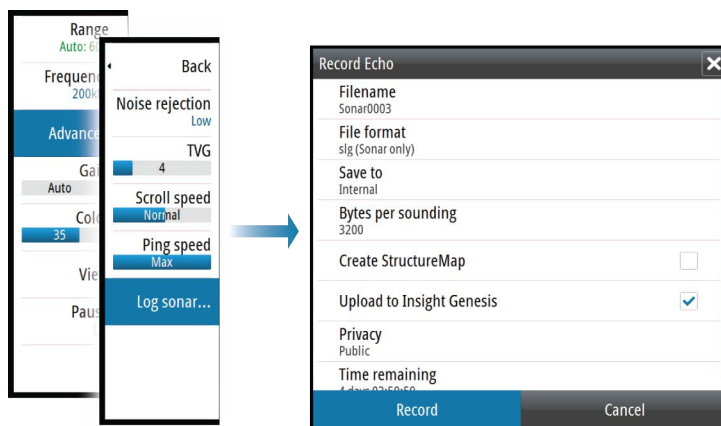 Range
Auto: 6
Frequen
200k
Advance
Ga
Auto
Col
35
Vie
Paus
Back
Noise rejection
Low
TVG
4
Scroll speed
Normal
Ping speed
Max
Log sonar...
Record Echo
Filename
Sonar0003
File format
slg (Sonar only)
Save to
Internal
Bytes per sounding
3200
Create StructureMap
Upload to Insight Genesis
Privacy
Public
Time remaining
Record
Cancel